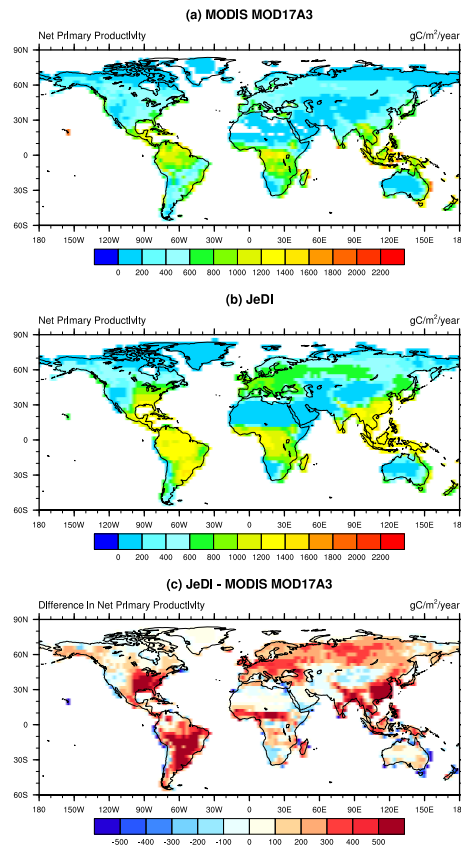 (a) MODIS MOD17A3
Net Primary Productivity gC/m²/year
90N
60N
30N
0
30S
60S
180 150W 120W 90W 60W 30W 0 30E 60E 90E 120E 150E 180
0 200 400 600 800 1000 1200 1400 1600 1800 2000 2200
(b) JeDI
Net Primary Productivity gC/m²/year
90N
60N
30N
0
30S
60S
180 150W 120W 90W 60W 30W 0 30E 60E 90E 120E 150E 180
0 200 400 600 800 1000 1200 1400 1600 1800 2000 2200
(c) JeDI - MODIS MOD17A3
Difference in Net Primary Productivity gC/m²/year
90N
60N
30N
0
30S
60S
180 150W 120W 90W 60W 30W 0 30E 60E 90E 120E 150E 180
-500 -400 -300 -200 -100 0 100 200 300 400 500